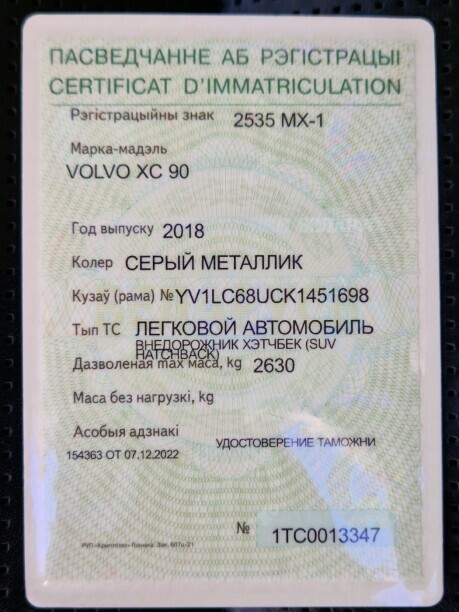 ПАСВЕДЧАННЕ АБ РЭГІСТРАЦЫІ
CERTIFICAT D'IMMATRICULATION
Рэгістрацыйны знак 2535 MX-1
Марка-мадэль
VOLVO XC 90
Год выпуску 2018
Колер СЕРЫЙ МЕТАЛЛИК
Кузаў (рама) № YV1LC68UCK1451698
Тып ТС ЛЕГКОВОЙ АВТОМОБИЛЬ
ВНЕДОРОЖНИК ХЭТЧБЕК (SUV
HATCHBACK)
Дазволеная max маса, kg 2630
Маса без нагрузкі, kg
Асобыя адзнакі
УДОСТОВЕРЕНИЕ ТАМОЖНИ
154363 ОТ 07.12.2022
№ 1TC0013347